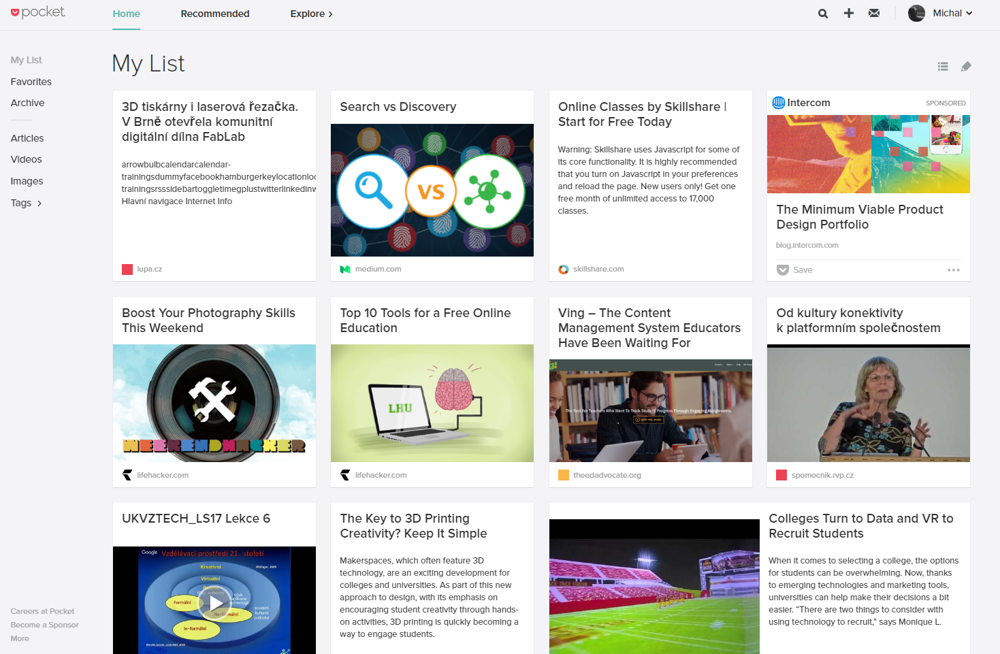 pocket
Home
Recommended
Explore
Michal
My List
Favorites
Archive
Articles
Videos
Images
Tags
Careers at Pocket
Become a Sponsor
More
My List
3D tiskárny i laserová řezačka.
V Brně otevřela komunitní
digitální dílna FabLab
arrowbulbcalendarcalendar-
trainingsdummyfacebookhamburgerkeylocationloc
trainingsrsssidebartoggletimegplustwitterlinkedinw
Hlavní navigace Internet Info
lupa.cz
Search vs Discovery
VS
medium.com
Online Classes by Skillshare |
Start for Free Today
Warning: Skillshare uses Javascript for some of
its core functionality. It is highly recommended
that you turn on Javascript in your preferences
and reload the page. New users only! Get one
free month of unlimited access to 17,000
classes.
skillshare.com
Intercom
SPONSORED
The Minimum Viable Product
Design Portfolio
blog.intercom.com
Save
Boost Your Photography Skills
This Weekend
WEEKENDHACKER
lifehacker.com
Top 10 Tools for a Free Online
Education
LHU
lifehacker.com
Ving – The Content
Management System Educators
Have Been Waiting For
The Tool For Teachers Who Want To Track Student Progress Through Engaging Assignments.
theedadvocate.org
Od kultury konektivity
k platformním společnostem
spomocnik.rvp.cz
UKVZTECH_LS17 Lekce 6
Google
Vzdělávací prostředí 21. století
Kreativní
Virtuální
Formální
Ne-formální
sociální
kulturní
politická
In-formální
The Key to 3D Printing
Creativity? Keep It Simple
Makerspaces, which often feature 3D
technology, are an exciting development for
colleges and universities. As part of this new
approach to design, with its emphasis on
encouraging student creativity through hands-
on activities, 3D printing is quickly becoming a
way to engage students.
Colleges Turn to Data and VR to
Recruit Students
When it comes to selecting a college, the options
for students can be overwhelming. Now, thanks
to emerging technologies and marketing tools,
universities can help make their decisions a bit
easier. “There are two things to consider with
using technology to recruit,” says Monique L.